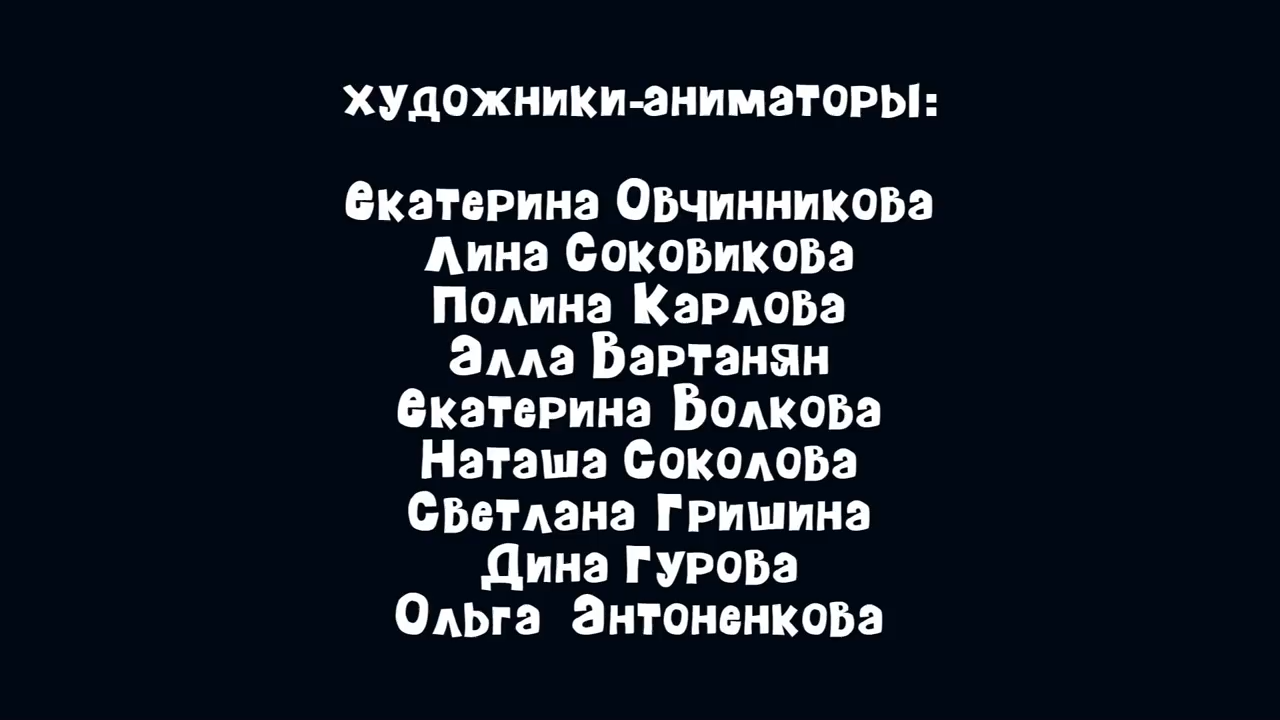 художники-аниматоры:
Екатерина Овчинникова
Лина Соковикова
Полина Карлова
Алла Вартанян
Екатерина Волкова
Наташа Соколова
Светлана Гришина
Дина Гурова
Ольга Антоненкова